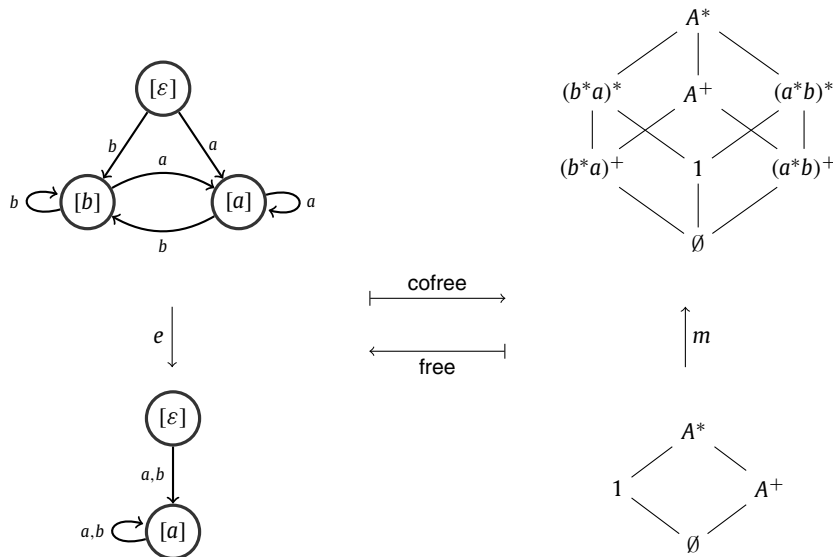 A*
[ε]
(b*a)* A⁺ (a*b)*
b a
a
(b*a)⁺ 1 (a*b)⁺
b [b] [a] a
b
∅
cofree
e free m
[ε]
A*
a,b
1 A⁺
a,b [a]
∅